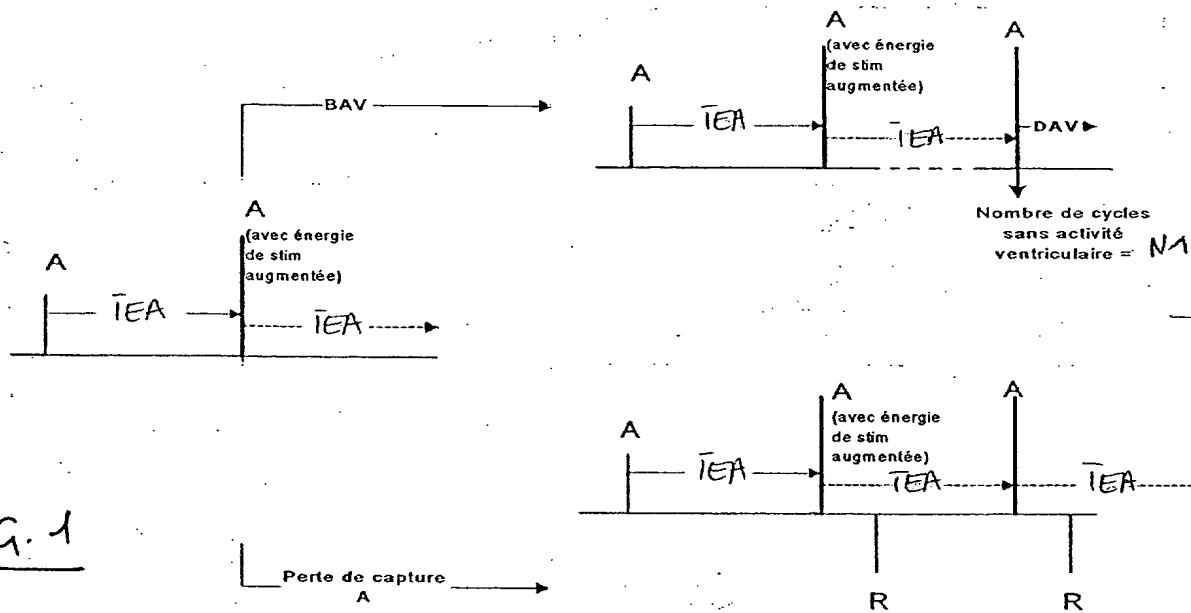 BAV
A
(avec énergie
de stim
augmentée)
A
TEA
TEA
A
A
(avec énergie
de stim
augmentée)
A
TEA
TEA
DAV
Nombre de cycles
sans activité
ventriculaire = N1
A
A
(avec énergie
de stim
augmentée)
A
TEA
TEA
TEA
R
R
G. 1
Perte de capture
A